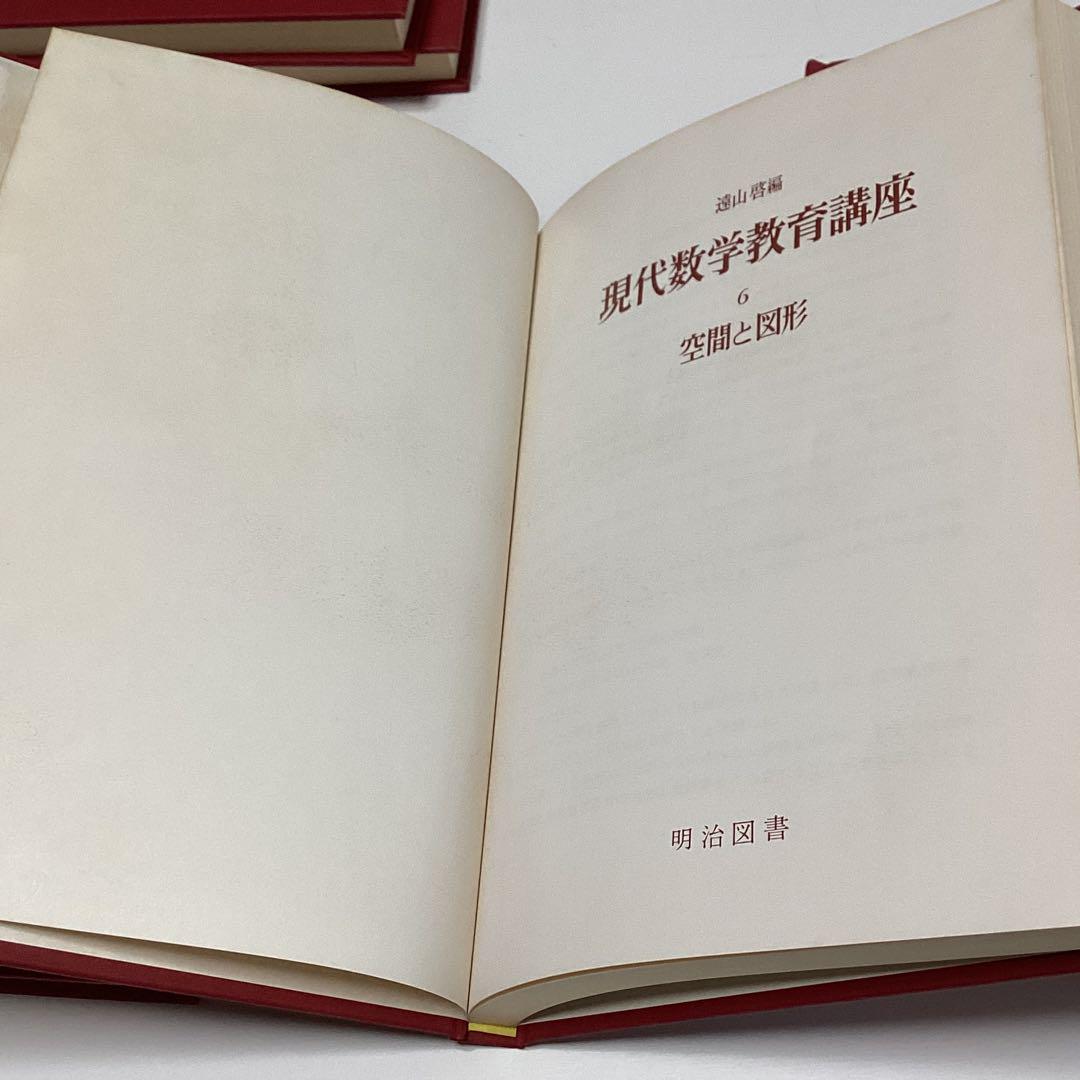 遠山啓編
現代数学教育講座
6
空間と図形
明治図書